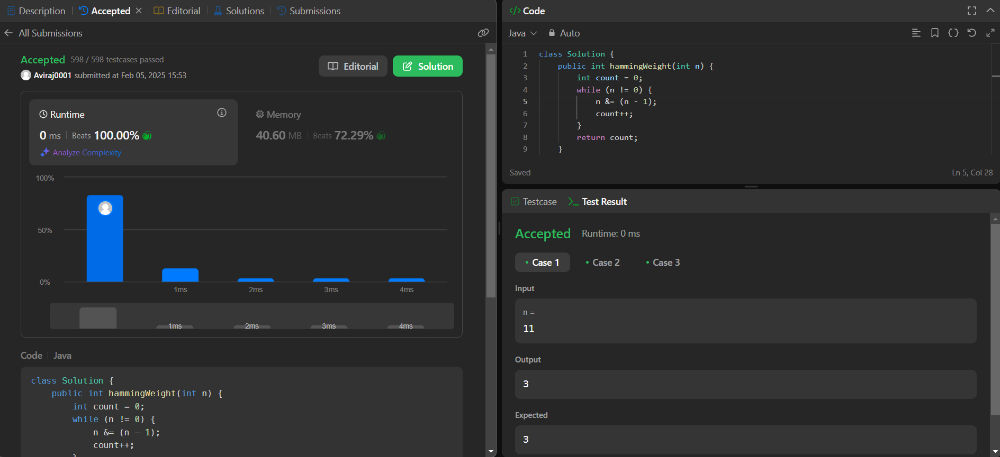 Description
Accepted
Editorial
Solutions
Submissions
All Submissions
Accepted 598 / 598 testcases passed
Aviraj0001 submitted at Feb 05, 2025 15:53
Editorial
Solution
Runtime
0 ms Beats 100.00%
Analyze Complexity
Memory
40.60 MB Beats 72.29%
100%
50%
0%
1ms 2ms 3ms 4ms
1ms 2ms 3ms 4ms
Code Java
class Solution {
public int hammingWeight(int n) {
int count = 0;
while (n != 0) {
n &= (n - 1);
count++;
}
</> Code
Java Auto
1 class Solution {
2 public int hammingWeight(int n) {
3 int count = 0;
4 while (n != 0) {
5 n &= (n - 1);
6 count++;
7 }
8 return count;
9 }
Saved Ln 5, Col 28
Testcase
Test Result
Accepted Runtime: 0 ms
Case 1 Case 2 Case 3
Input
n =
11
Output
3
Expected
3